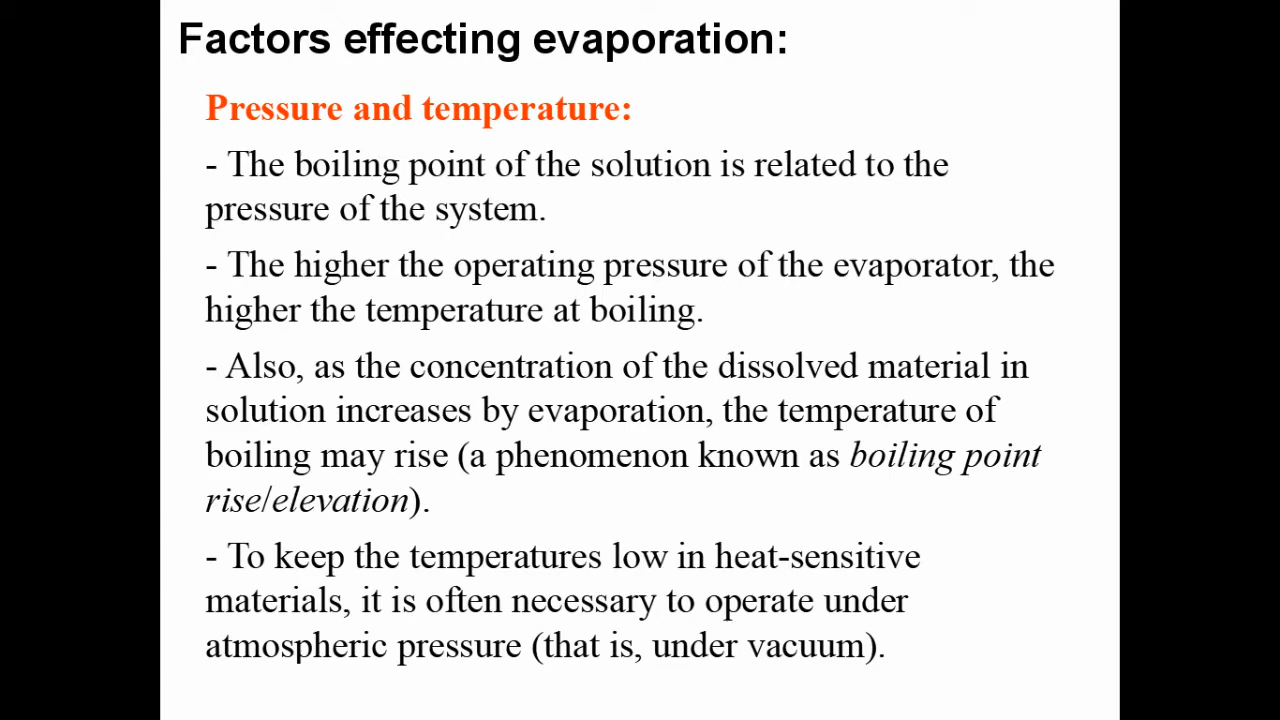 Factors effecting evaporation:
Pressure and temperature:
- The boiling point of the solution is related to the
pressure of the system.
- The higher the operating pressure of the evaporator, the
higher the temperature at boiling.
- Also, as the concentration of the dissolved material in
solution increases by evaporation, the temperature of
boiling may rise (a phenomenon known as boiling point
rise/elevation).
- To keep the temperatures low in heat-sensitive
materials, it is often necessary to operate under
atmospheric pressure (that is, under vacuum).